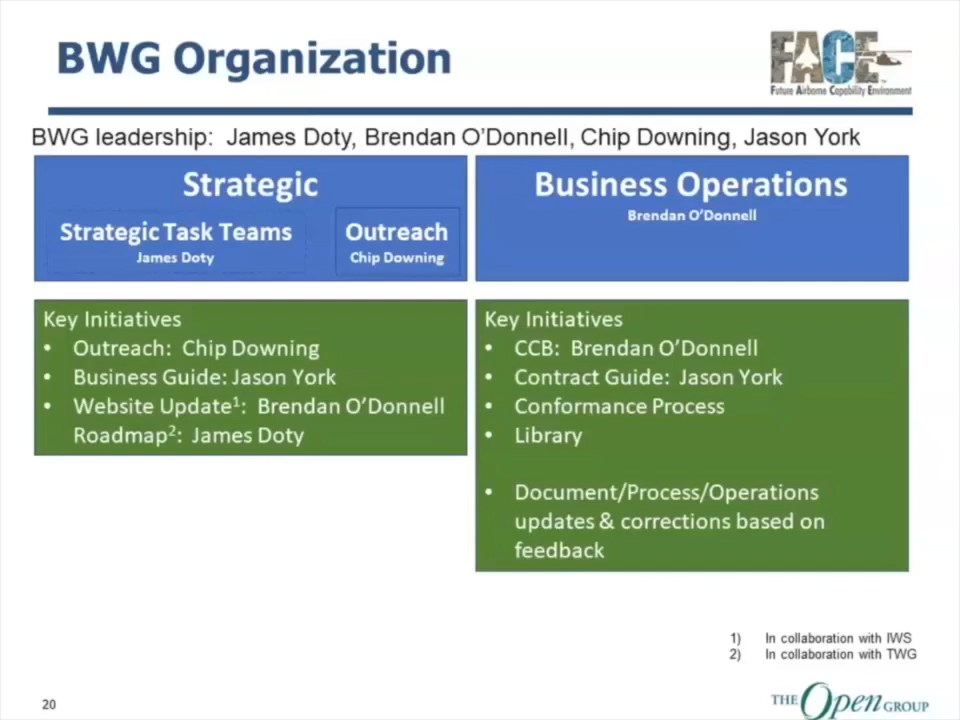 BWG Organization
FACE
Future Airborne Capability Environment
BWG leadership: James Doty, Brendan O'Donnell, Chip Downing, Jason York
Strategic
Strategic Task Teams
James Doty
Outreach
Chip Downing
Business Operations
Brendan O'Donnell
Key Initiatives
• Outreach: Chip Downing
• Business Guide: Jason York
• Website Update¹: Brendan O'Donnell
Roadmap²: James Doty
Key Initiatives
• CCB: Brendan O'Donnell
• Contract Guide: Jason York
• Conformance Process
• Library
• Document/Process/Operations
updates & corrections based on
feedback
1) In collaboration with IWS
2) In collaboration with TWG
20
THE Open GROUP